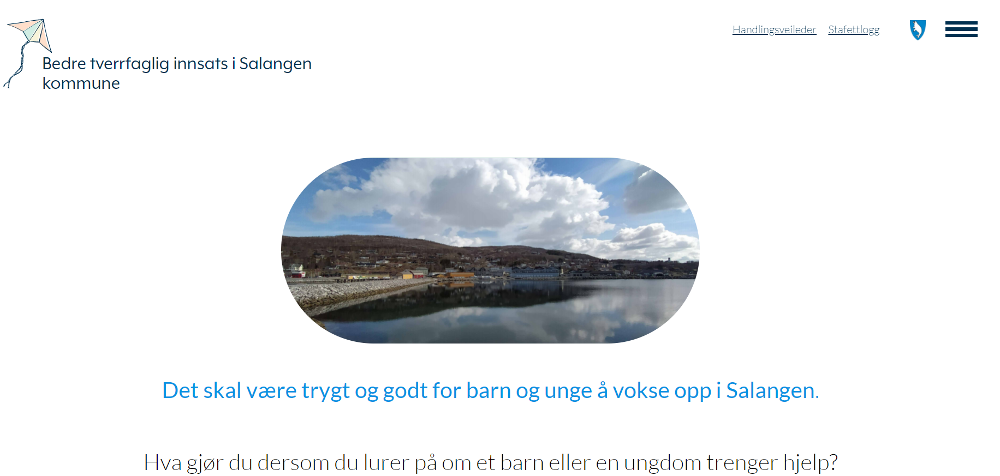 Handlingsveileder Stafettlogg
Bedre tverrfaglig innsats i Salangen
kommune
Det skal være trygt og godt for barn og unge å vokse opp i Salangen.
Hva gjør du dersom du lurer på om et barn eller en ungdom trenger hjelp?